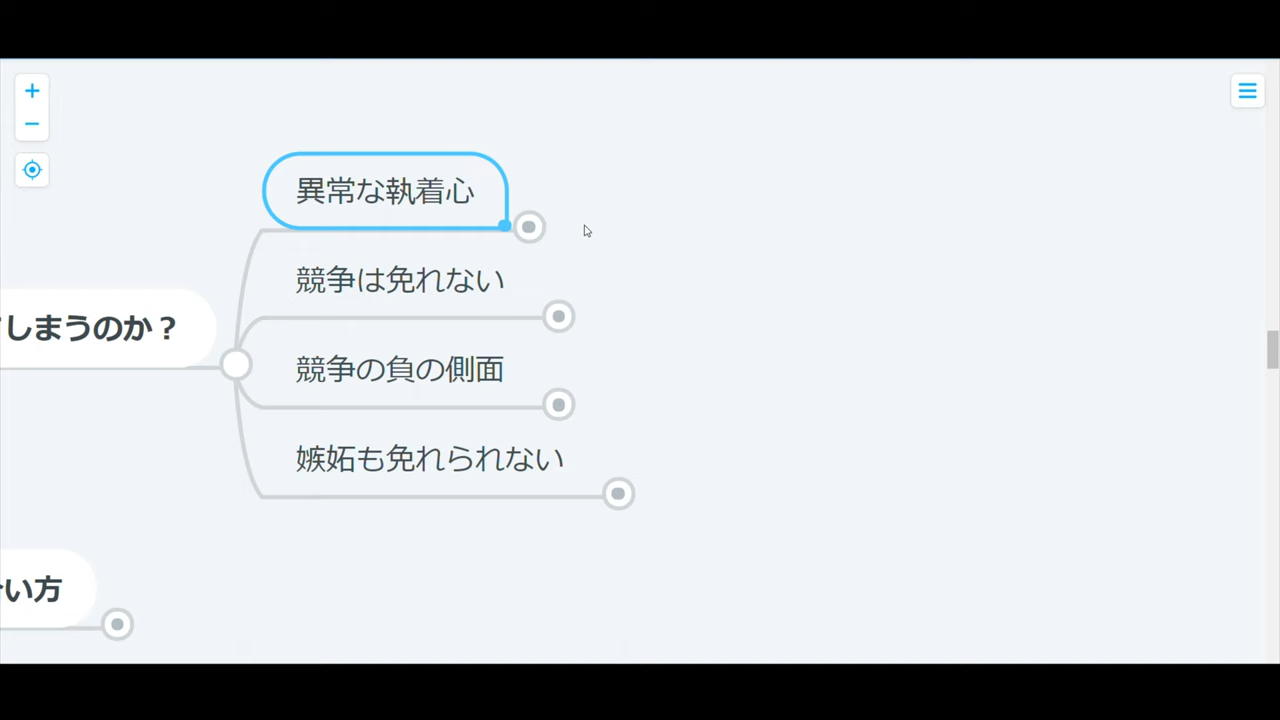 異常な執着心
競争は免れない
しまうのか？
競争の負の側面
嫉妬も免れられない
い方